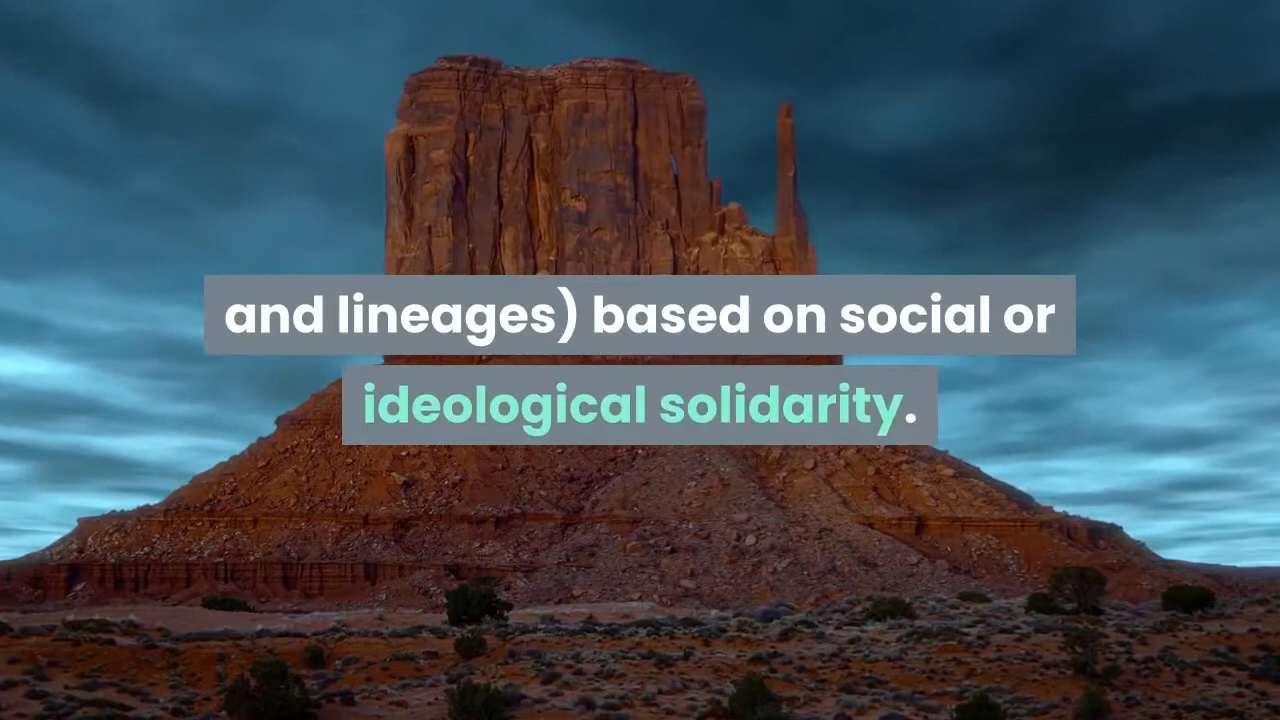 and lineages) based on social or
ideological solidarity.